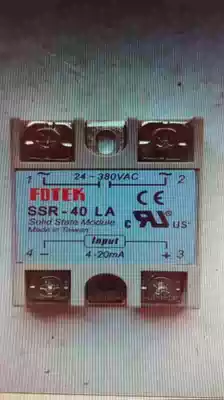 24-380VAC
1 ~ ~ 2
FOTEK
CE
SSR-40 LA
Solid State Module
Made in Taiwan
c UL US
Input
4 - + 3
4-20mA